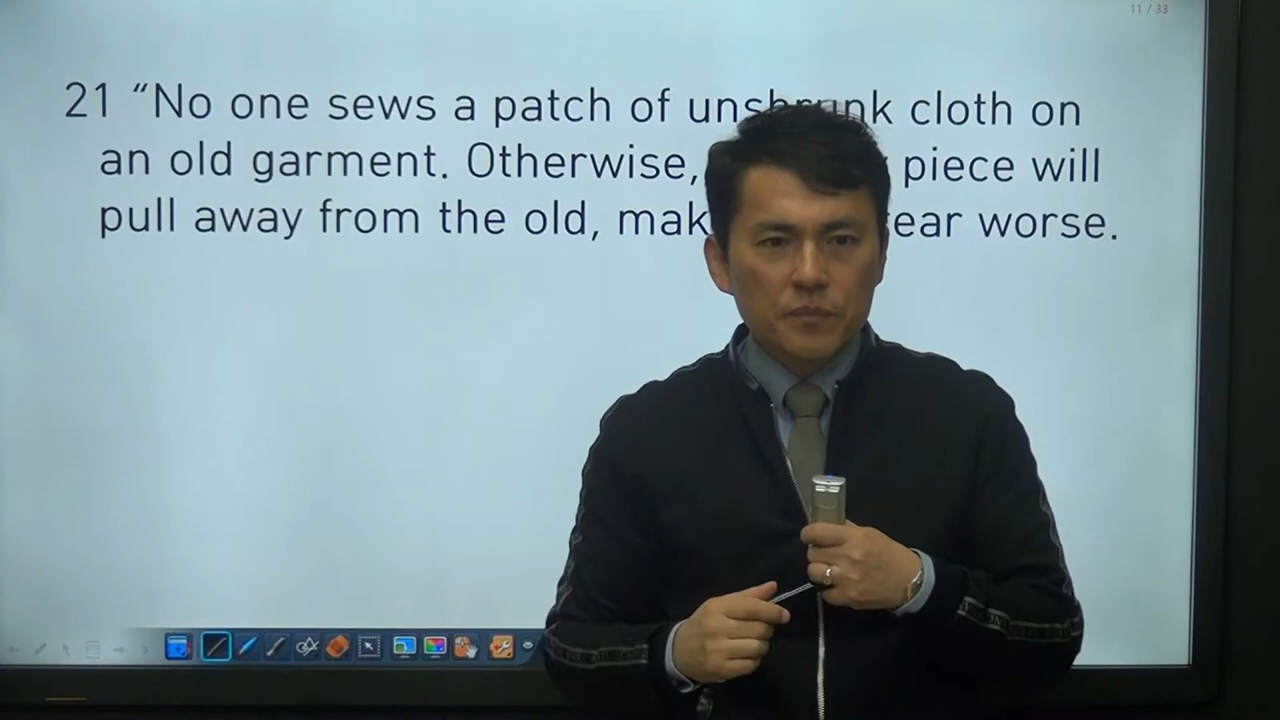 11 / 33
21 “No one sews a patch of unshrunk cloth on
an old garment. Otherwise, piece will
pull away from the old, worse.